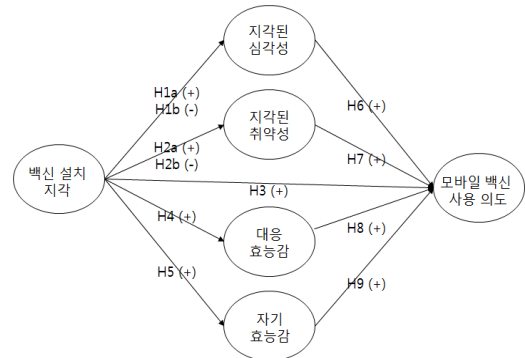 지각된
심각성
H1a (+)
H1b (-)
H6 (+)
지각된
취약성
H2a (+)
H2b (-)
H7 (+)
백신 설치
지각
H3 (+)
모바일 백신
사용 의도
H4 (+)
대응
효능감
H8 (+)
H5 (+)
H9 (+)
자기
효능감